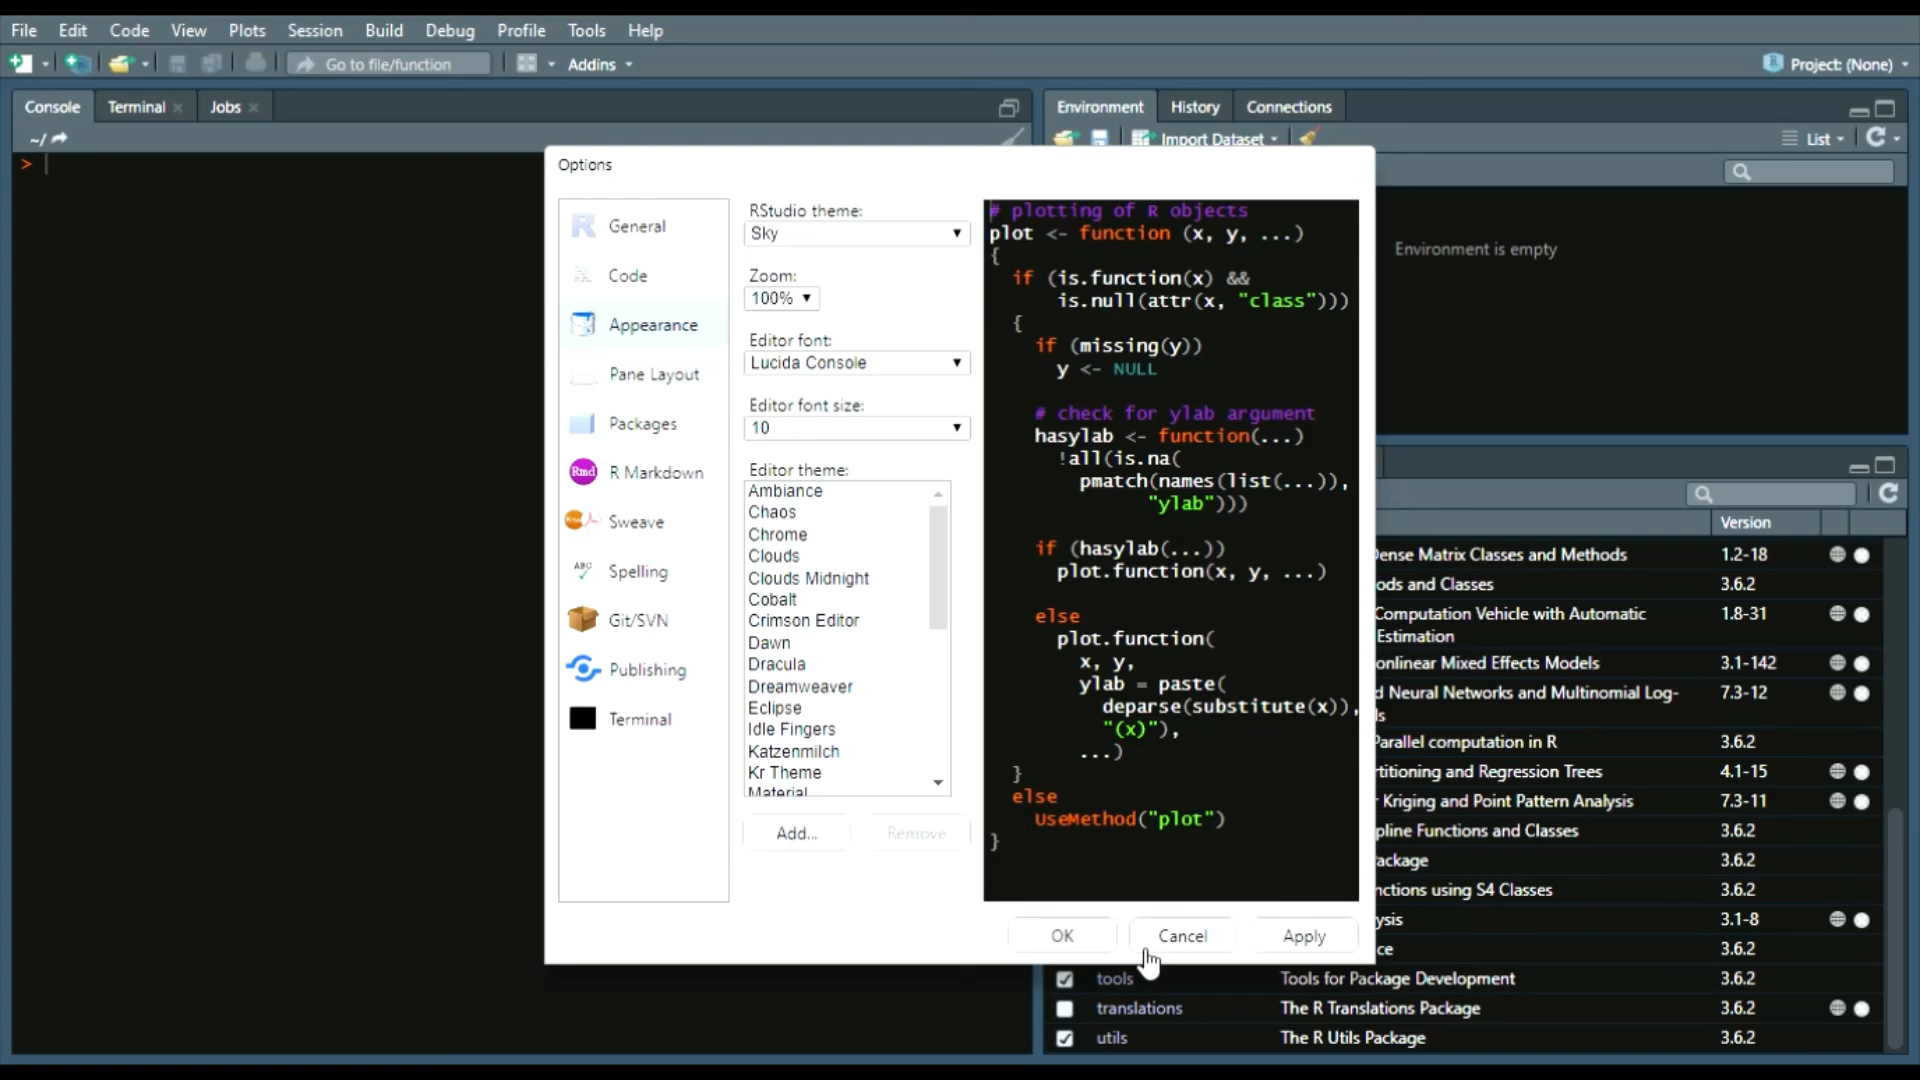 File Edit Code View Plots Session Build Debug Profile Tools Help
Go to file/function Addins Project: (None)
Console Terminal Jobs
~/
>
Environment History Connections
Import Dataset List
Environment is empty
Options
General
Code
Appearance
Pane Layout
Packages
Rmd R Markdown
Sweave
ABC Spelling
Git/SVN
Publishing
Terminal
RStudio theme:
Sky
Zoom:
100%
Editor font:
Lucida Console
Editor font size:
10
Editor theme:
Ambiance
Chaos
Chrome
Clouds
Clouds Midnight
Cobalt
Crimson Editor
Dawn
Dracula
Dreamweaver
Eclipse
Idle Fingers
Katzenmilch
Kr Theme
Material
Add... Remove
# plotting of R objects
plot <- function (x, y, ...)
{
if (is.function(x) &&
is.null(attr(x, "class")))
{
if (missing(y))
y <- NULL
# check for ylab argument
hasylab <- function(...)
!all(is.na(
pmatch(names(list(...)),
"ylab")))
if (hasylab(...))
plot.function(x, y, ...)
else
plot.function(
x, y,
ylab = paste(
deparse(substitute(x)),
"(x)"),
...)
}
else
UseMethod("plot")
}
OK Cancel Apply
Version
Dense Matrix Classes and Methods 1.2-18
ods and Classes 3.6.2
Computation Vehicle with Automatic 1.8-31
Estimation
onlinear Mixed Effects Models 3.1-142
d Neural Networks and Multinomial Log- 7.3-12
ls
Parallel computation in R 3.6.2
rtitioning and Regression Trees 4.1-15
r Kriging and Point Pattern Analysis 7.3-11
pline Functions and Classes 3.6.2
ackage 3.6.2
nctions using S4 Classes 3.6.2
ysis 3.1-8
ce 3.6.2
tools Tools for Package Development 3.6.2
translations The R Translations Package 3.6.2
utils The R Utils Package 3.6.2